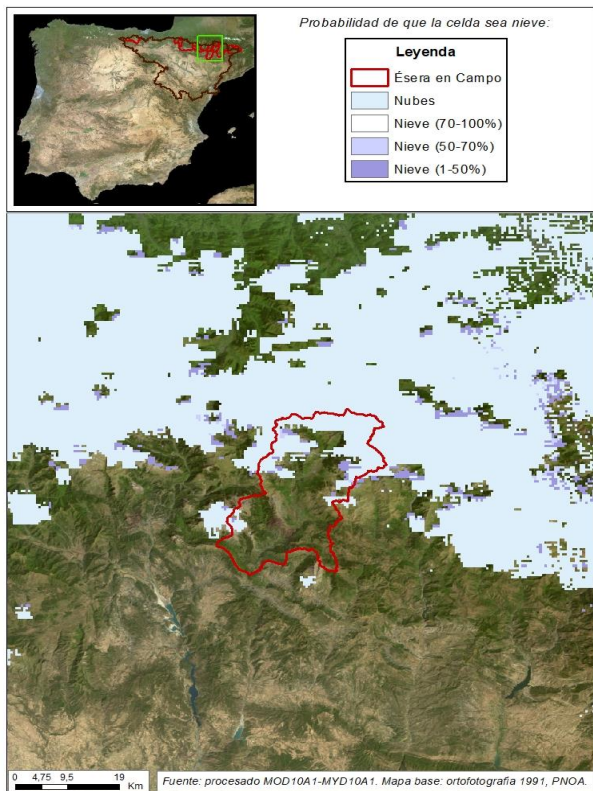 Probabilidad de que la celda sea nieve:
Leyenda
Ésera en Campo
Nubes
Nieve (70-100%)
Nieve (50-70%)
Nieve (1-50%)
0 4,75 9,5 19
Km
Fuente: procesado MOD10A1-MYD10A1. Mapa base: ortofotografia 1991, PNOA.